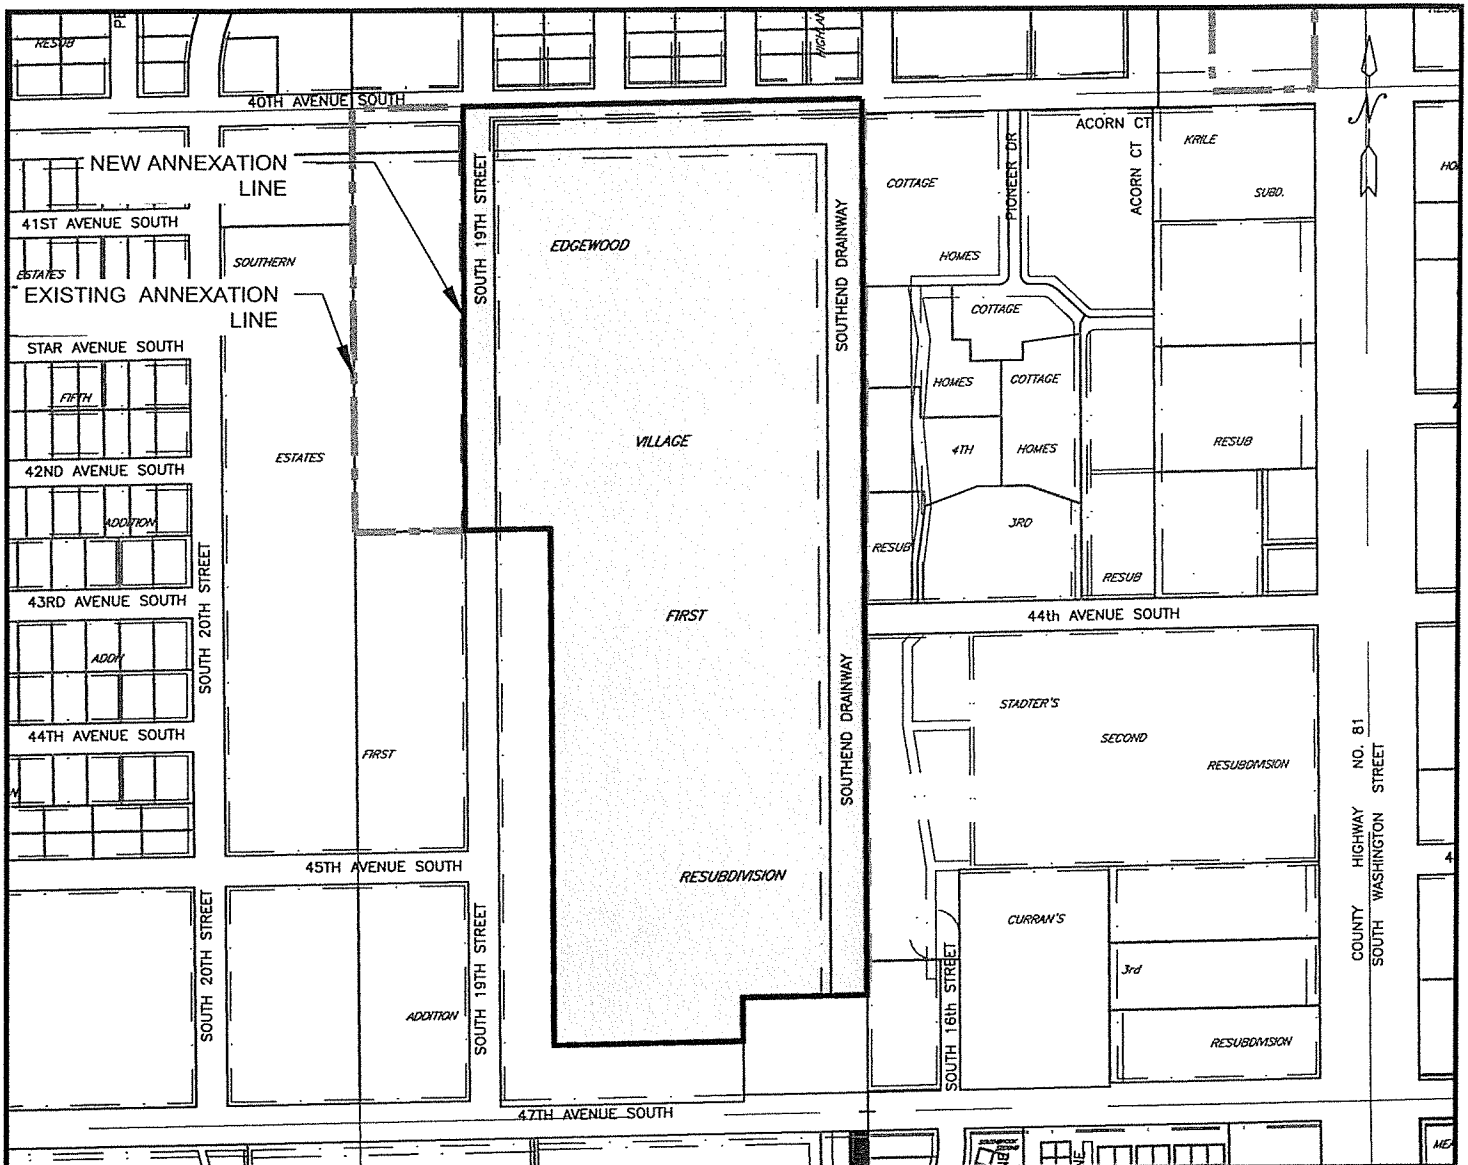 RESUB
40TH AVENUE SOUTH
NEW ANNEXATION
LINE
41ST AVENUE SOUTH
ESTATES
SOUTHERN
EXISTING ANNEXATION
LINE
STAR AVENUE SOUTH
FIFTH
ESTATES
42ND AVENUE SOUTH
ADDITION
43RD AVENUE SOUTH
SOUTH 20TH STREET
ADDN
44TH AVENUE SOUTH
FIRST
45TH AVENUE SOUTH
SOUTH 20TH STREET
ADDITION
SOUTH 19TH STREET
SOUTH 19TH STREET
EDGEWOOD
VILLAGE
FIRST
RESUBDIVISION
SOUTHEND DRAINWAY
SOUTHEND DRAINWAY
COTTAGE
HOMES
PIONEER DR
ACORN CT
ACORN CT
KRILE
SUBD.
COTTAGE
HOMES
COTTAGE
4TH
HOMES
RESUB
3RD
RESUB
RESUB
44th AVENUE SOUTH
STADTER'S
SECOND
RESUBDIVISION
CURRAN'S
3rd
RESUBDIVISION
SOUTH 16th STREET
COUNTY HIGHWAY NO. 81
SOUTH WASHINGTON STREET
N
47TH AVENUE SOUTH